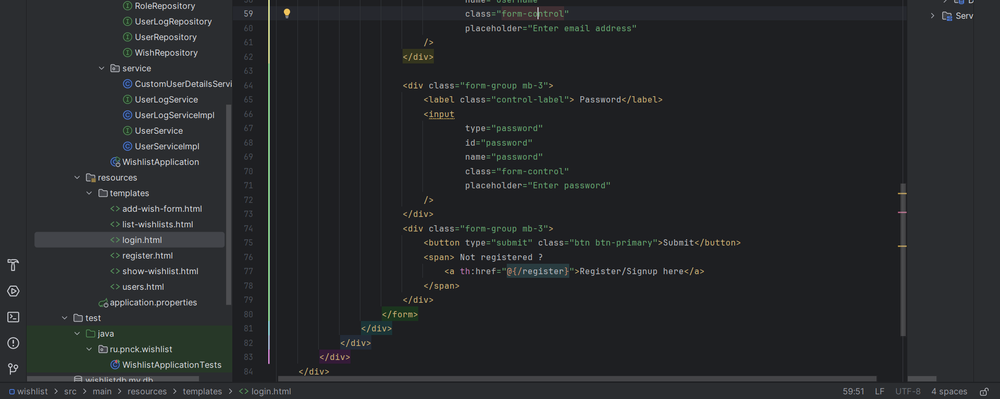 RoleRepository
UserLogRepository
UserRepository
WishRepository
service
CustomUserDetailsServi
UserLogService
UserLogServiceImpl
UserService
UserServiceImpl
WishlistApplication
resources
templates
add-wish-form.html
list-wishlists.html
login.html
register.html
show-wishlist.html
users.html
application.properties
test
java
ru.pnck.wishlist
WishlistApplicationTests
wishlistdb.mv.db
58 name="username"
59 class="form-control"
60 placeholder="Enter email address"
61 />
62 </div>
63
64 <div class="form-group mb-3">
65 <label class="control-label"> Password</label>
66 <input
67 type="password"
68 id="password"
69 name="password"
70 class="form-control"
71 placeholder="Enter password"
72 />
73 </div>
74 <div class="form-group mb-3">
75 <button type="submit" class="btn btn-primary">Submit</button>
76 <span> Not registered ?
77 <a th:href="@{/register}">Register/Signup here</a>
78 </span>
79 </div>
80 </form>
81 </div>
82 </div>
83 </div>
84 </div>
Serv
wishlist > src > main > resources > templates > <> login.html
59:51 LF UTF-8 4 spaces